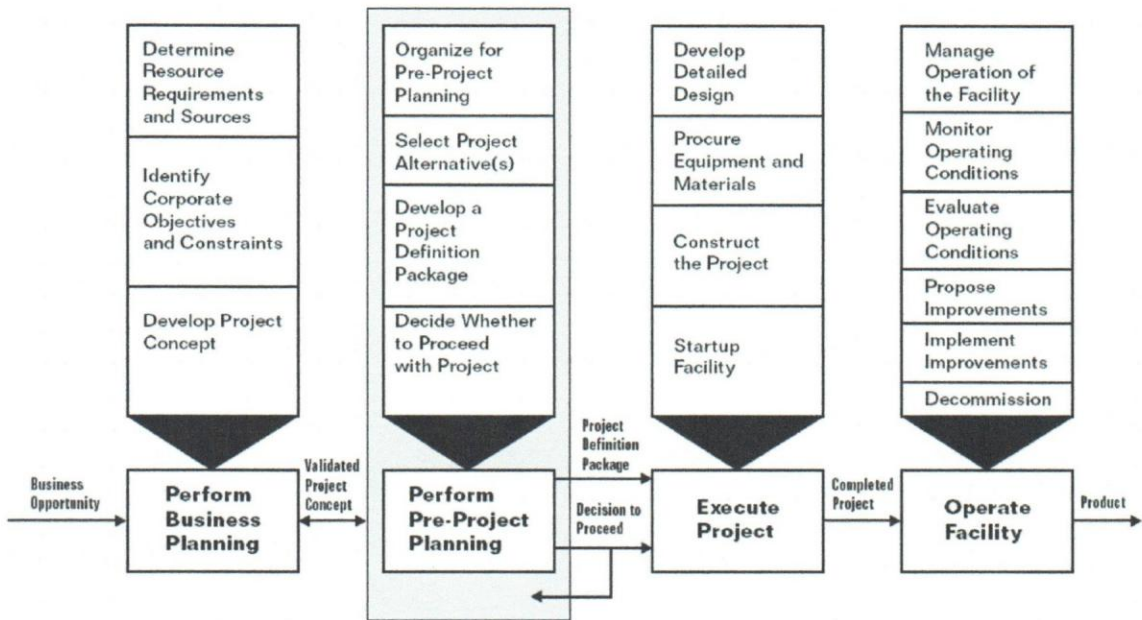 Determine
Resource
Requirements
and Sources
Identify
Corporate
Objectives
and Constraints
Develop Project
Concept
Organize for
Pre-Project
Planning
Select Project
Alternative(s)
Develop a
Project
Definition
Package
Decide Whether
to Proceed
with Project
Develop
Detailed
Design
Procure
Equipment and
Materials
Construct
the Project
Startup
Facility
Manage
Operation of
the Facility
Monitor
Operating
Conditions
Evaluate
Operating
Conditions
Propose
Improvements
Implement
Improvements
Decommission
Business
Opportunity
Perform
Business
Planning
Validated
Project
Concept
Perform
Pre-Project
Planning
Project
Definition
Package
Decision to
Proceed
Execute
Project
Completed
Project
Operate
Facility
Product